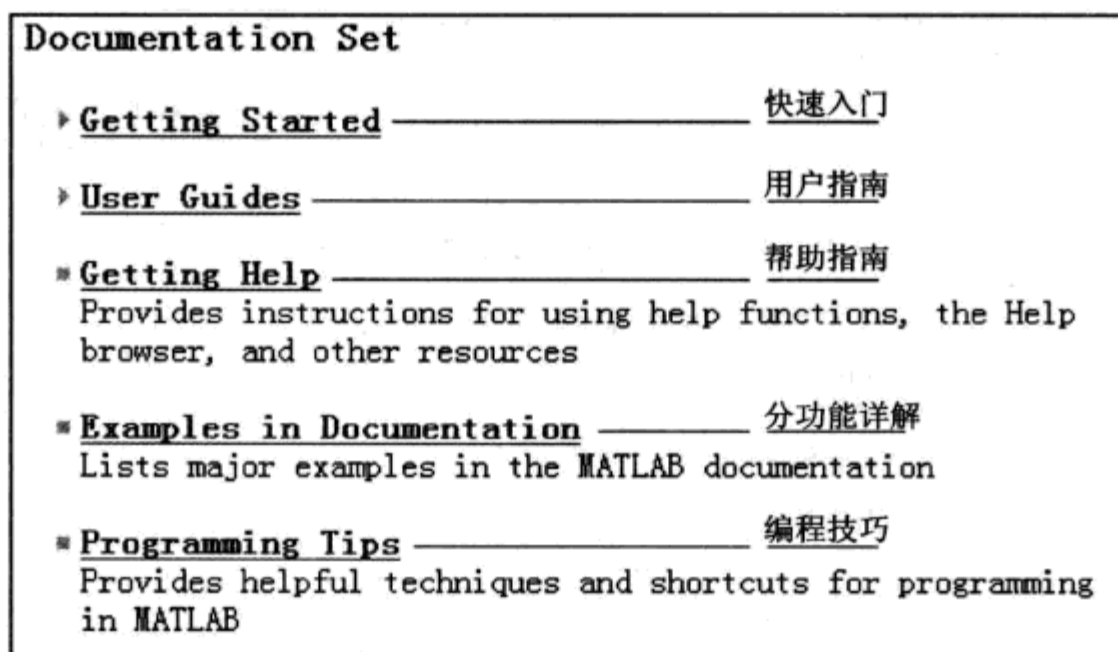 Documentation Set
Getting Started 快速入门
User Guides 用户指南
Getting Help 帮助指南
Provides instructions for using help functions, the Help
browser, and other resources
Examples in Documentation 分功能详解
Lists major examples in the MATLAB documentation
Programming Tips 编程技巧
Provides helpful techniques and shortcuts for programming
in MATLAB